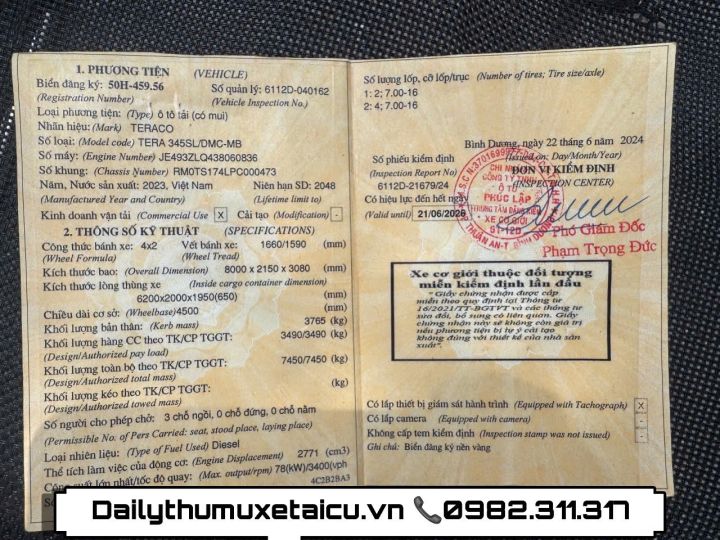 1. PHƯƠNG TIỆN (VEHICLE)
Biển đăng ký: 50H-459.56 Số quản lý: 6112D-040162
(Registration Number) (Vehicle Inspection No.)
Loại phương tiện: (Type) ô tô tải (có mui)
Nhãn hiệu: (Mark) TERACO
Số loại: (Model code) TERA 345SL/DMC-MB
Số máy: (Engine Number) JE493ZLQ438060836
Số khung: (Chassis Number) RM0TS174LPC000473
Năm, Nước sản xuất: 2023, Việt Nam Niên hạn SD: 2048
(Manufactured Year and Country) (Lifetime limit to)
Kinh doanh vận tải (Commercial Use) X Cải tạo (Modification) -
2. THÔNG SỐ KỸ THUẬT (SPECIFICATIONS)
Công thức bánh xe: 4x2 Vết bánh xe: 1660/1590 (mm)
(Wheel Formula) (Wheel Tread)
Kích thước bao: (Overall Dimension) 8000 x 2150 x 3080 (mm)
Kích thước lòng thùng xe (Inside cargo container dimension)
6200x2000x1950(650) (mm)
Chiều dài cơ sở: (Wheelbase) 4500 (mm)
Khối lượng bản thân: (Kerb mass) 3765 (kg)
Khối lượng hàng CC theo TK/CP TGGT: 3490/3490 (kg)
(Design/Authorized pay load)
Khối lượng toàn bộ theo TK/CP TGGT: 7450/7450 (kg)
(Design/Authorized total mass)
Khối lượng kéo theo TK/CP TGGT: (kg)
(Design/Authorized towed mass)
Số người cho phép chở: 3 chỗ ngồi, 0 chỗ đứng, 0 chỗ nằm
(Permissible No. of Pers Carried: seat, stood place, laying place)
Loại nhiên liệu: (Type of Fuel Used) Diesel
Thể tích làm việc của động cơ: (Engine Displacement) 2771 (cm3)
Công suất lớn nhất/tốc độ quay: (Max. output/rpm) 78(kW)/3400(vph
4C2B2BA3
Số lượng lốp, cỡ lốp/trục (Number of tires; Tire size/axle)
1: 2; 7.00-16
2: 4; 7.00-16
Bình Dương, ngày 22 tháng 6 năm 2024
(Issued on: Day/Month/Year)
Số phiếu kiểm định ĐƠN VỊ KIỂM ĐỊNH
(Inspection Report No) (INSPECTION CENTER)
6112D-21679/24
Có hiệu lực đến hết ngày
(Valid until) 21/06/2026
CHI NHÁNH
CÔNG TY TNHH
Ô TÔ
PHÚC LẬP
TRUNG TÂM ĐĂNG KIỂM
XE CƠ GIỚI
61-12D
Phó Giám Đốc
Phạm Trọng Đức
Xe cơ giới thuộc đối tượng
miễn kiểm định lần đầu
" Giấy chứng nhận được cấp
miễn theo quy định tại Thông tư
16/2021/TT-BGTVT và các thông tư
sửa đổi, bổ sung có liên quan. Giấy
chứng nhận này sẽ không còn giá trị
nếu phương tiện bị tự ý cải tạo
không đúng với thiết kế của nhà sản
xuất".
Có lắp thiết bị giám sát hành trình (Equipped with Tachograph) X
Có lắp camera (Equipped with camera) -
Không cấp tem kiểm định (Inspection stamp was not issued) -
Ghi chú: Biển đăng ký nền vàng
Dailythumuxetaicu.vn 📞0982.311.317